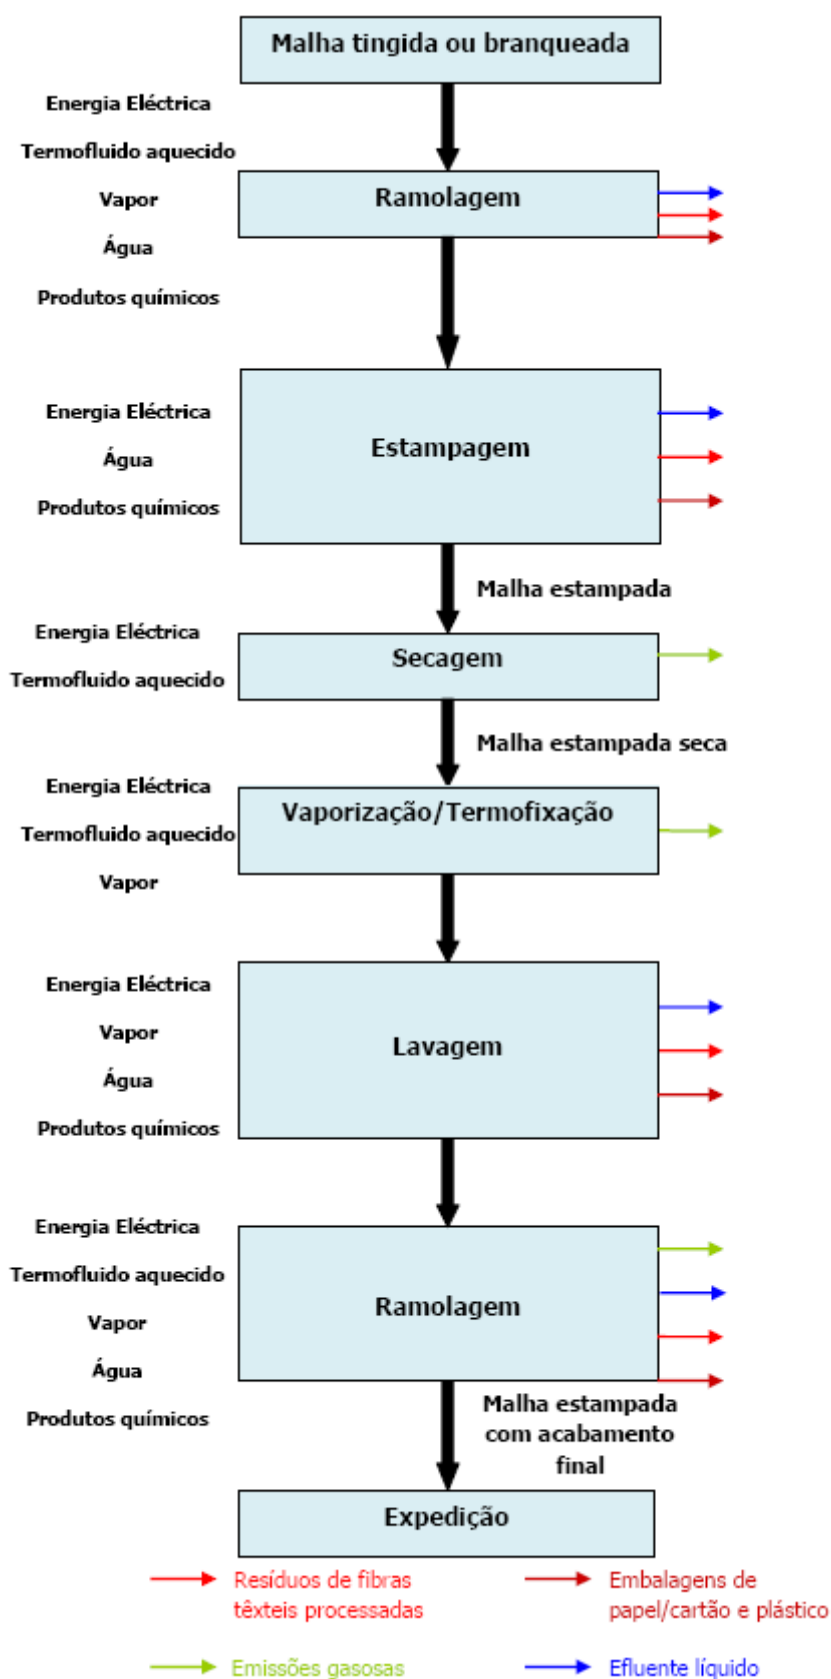 Malha tingida ou branqueada
Energia Eléctrica
Termofluido aquecido
Vapor
Água
Produtos químicos
Ramolagem
Energia Eléctrica
Água
Produtos químicos
Estampagem
Malha estampada
Energia Eléctrica
Termofluido aquecido
Secagem
Malha estampada seca
Energia Eléctrica
Termofluido aquecido
Vapor
Vaporização/Termofixação
Energia Eléctrica
Vapor
Água
Produtos químicos
Lavagem
Energia Eléctrica
Termofluido aquecido
Vapor
Água
Produtos químicos
Ramolagem
Malha estampada
com acabamento
final
Expedição
Resíduos de fibras
têxteis processadas
Embalagens de
papel/cartão e plástico
Emissões gasosas
Efluente líquido